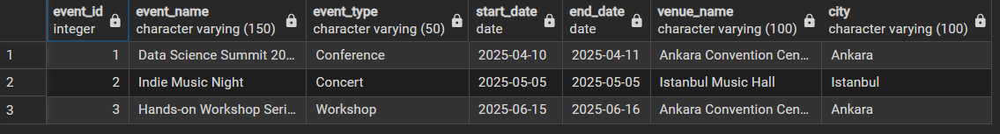 event_id event_name event_type start_date end_date venue_name city
integer character varying (150) character varying (50) date date character varying (100) character varying (100)
1 1 Data Science Summit 20... Conference 2025-04-10 2025-04-11 Ankara Convention Cen... Ankara
2 2 Indie Music Night Concert 2025-05-05 2025-05-05 Istanbul Music Hall Istanbul
3 3 Hands-on Workshop Seri... Workshop 2025-06-15 2025-06-16 Ankara Convention Cen... Ankara